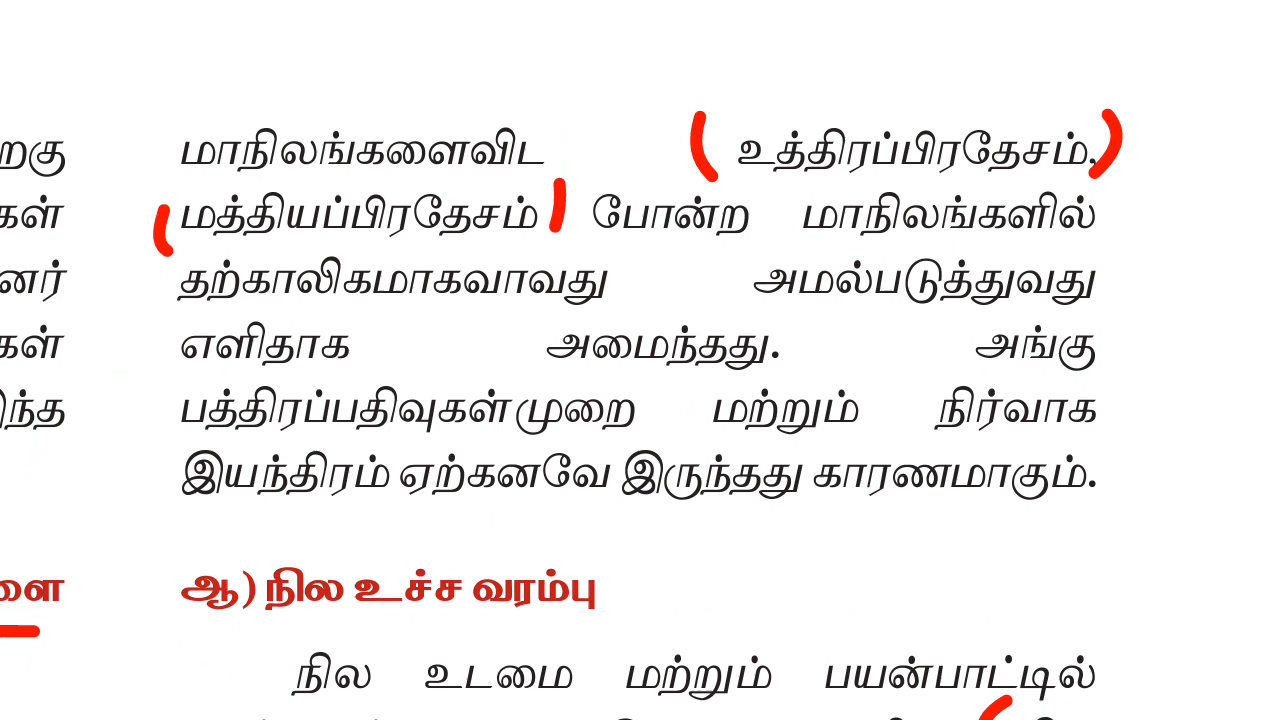 மாநிலங்களைவிட உத்திரப்பிரதேசம்,
மத்தியப்பிரதேசம் போன்ற மாநிலங்களில்
தற்காலிகமாகவாவது அமல்படுத்துவது
எளிதாக அமைந்தது. அங்கு
பத்திரப்பதிவுகள்முறை மற்றும் நிர்வாக
இயந்திரம் ஏற்கனவே இருந்தது காரணமாகும்.
ஆ) நில உச்ச வரம்பு
நில உடமை மற்றும் பயன்பாட்டில்